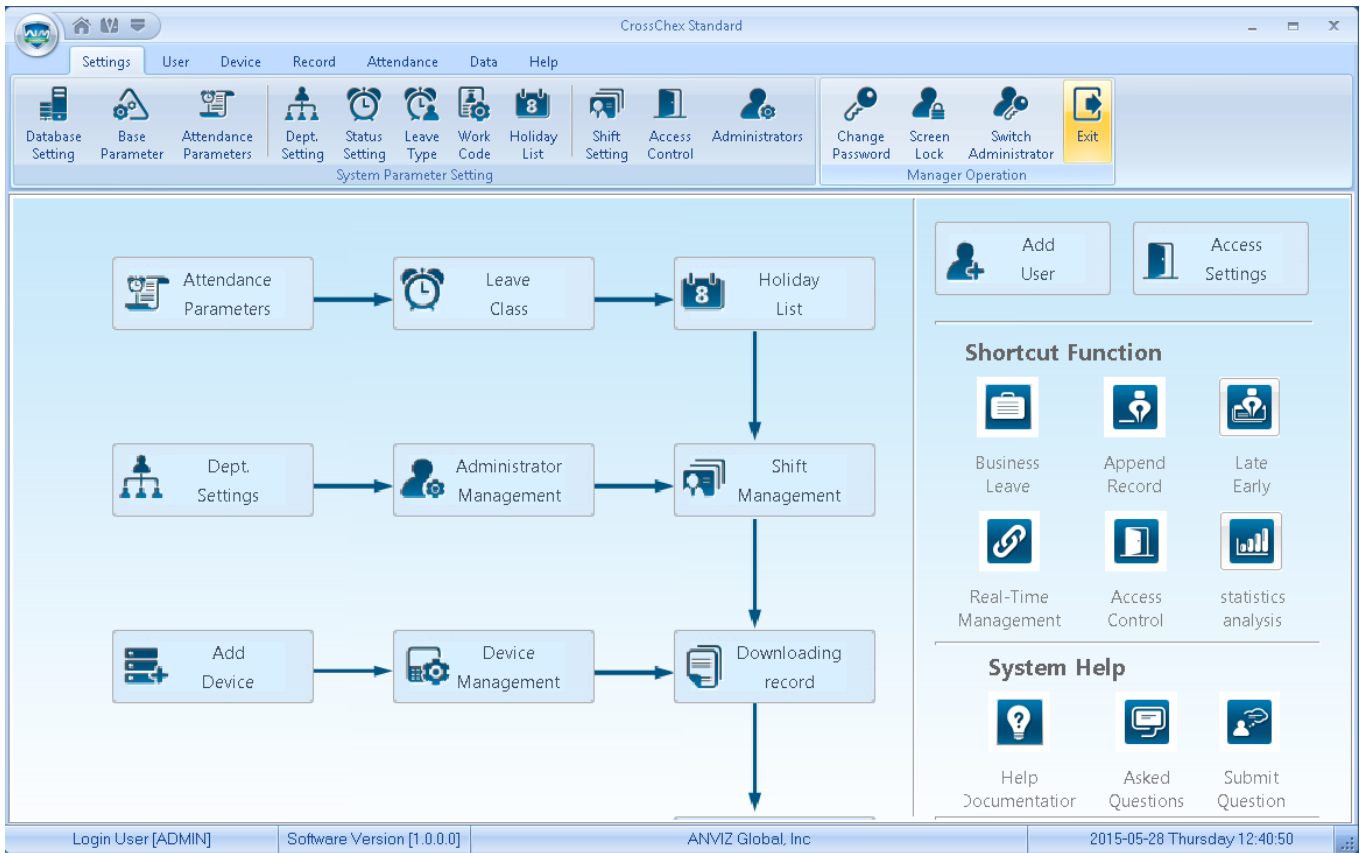 CrossChex Standard
Settings User Device Record Attendance Data Help
Database Setting
Base Parameter
Attendance Parameters
Dept. Setting
Status Setting
Leave Type
Work Code
Holiday List
8
Shift Setting
Access Control
Administrators
System Parameter Setting
Change Password
Screen Lock
Switch Administrator
Exit
Manager Operation
Attendance
Parameters
Leave
Class
8
Holiday
List
Dept.
Settings
Administrator
Management
Shift
Management
Add
Device
Device
Management
Downloading
record
Add
User
Access
Settings
Shortcut Function
Business
Leave
Append
Record
Late
Early
Real-Time
Management
Access
Control
statistics
analysis
System Help
Help
Documentation
Asked
Questions
Submit
Question
Login User [ADMIN]
Software Version [1.0.0.0]
ANVIZ Global, Inc
2015-05-28 Thursday 12:40:50